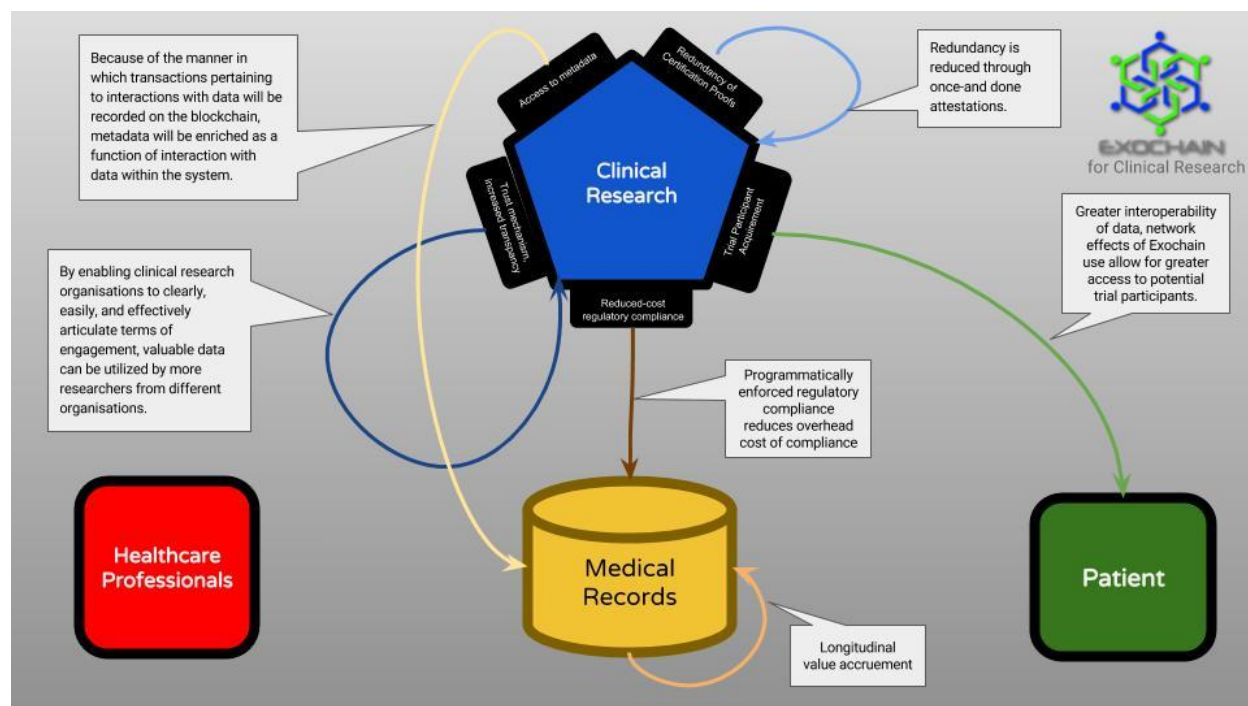 Because of the manner in
which transactions pertaining
to interactions with data will be
recorded on the blockchain,
metadata will be enriched as a
function of interaction with
data within the system.
Access to metadata
Redundancy of
Certification Proofs
Redundancy is
reduced through
once-and done
attestations.
EXOCHAIN
for Clinical Research
Clinical
Research
Trust mechanism,
increased transpancy
Trial Participant
Acquirement
Reduced-cost
regulatory compliance
Greater interoperability
of data, network
effects of Exochain
use allow for greater
access to potential
trial participants.
By enabling clinical research
organisations to clearly,
easily, and effectively
articulate terms of
engagement, valuable data
can be utilized by more
researchers from different
organisations.
Programmatically
enforced regulatory
compliance
reduces overhead
cost of compliance
Healthcare
Professionals
Medical
Records
Patient
Longitudinal
value accruement